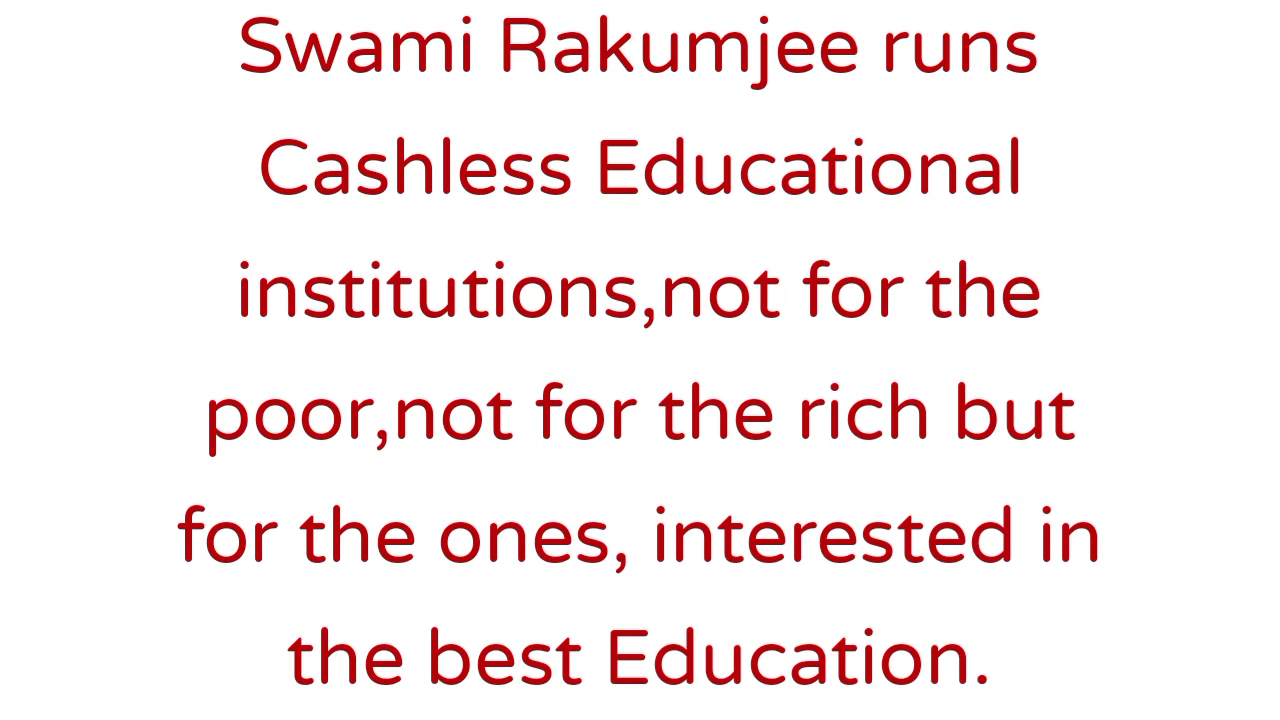 Swami Rakumjee runs
Cashless Educational
institutions,not for the
poor,not for the rich but
for the ones, interested in
the best Education.